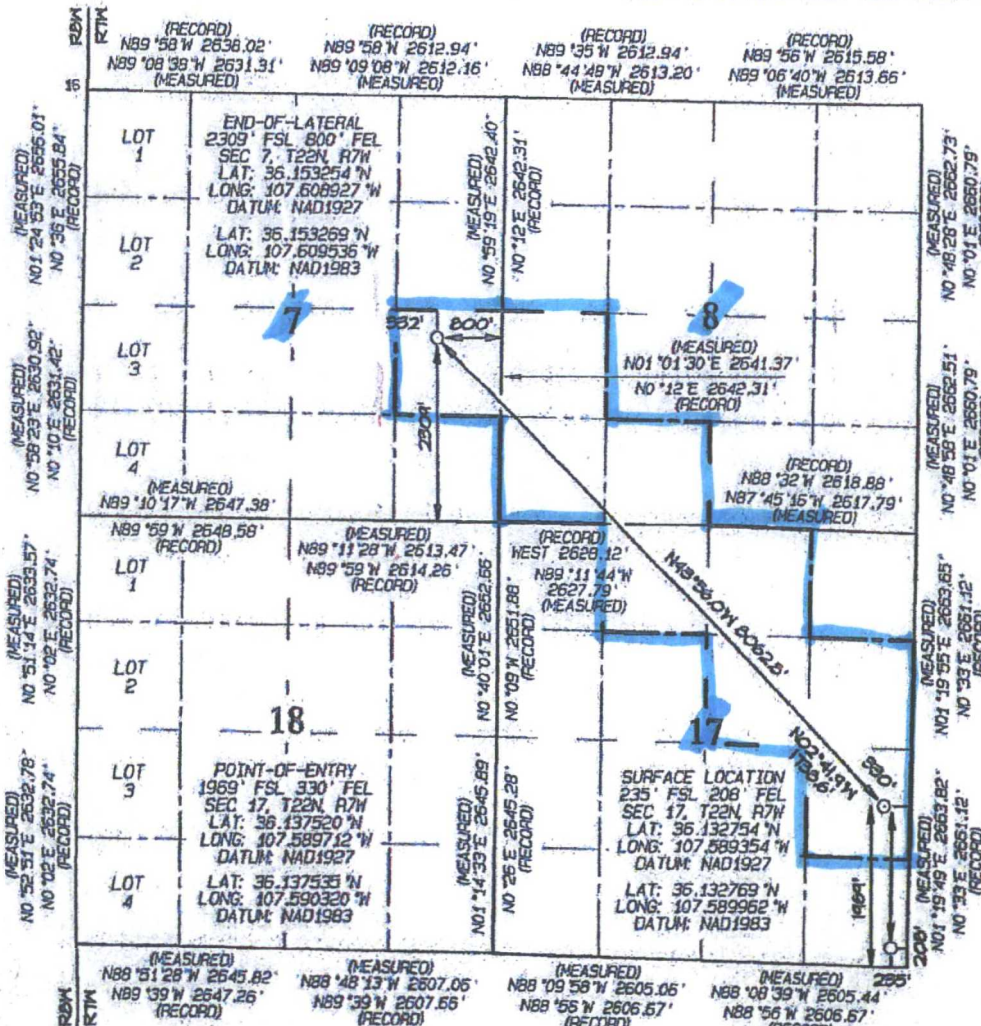 R8W
R7W
(RECORD)
N89°58'W 2638.02'
N89°08'38"W 2631.31'
(MEASURED)
(RECORD)
N89°58'W 2612.94'
N89°09'08"W 2612.16'
(MEASURED)
(RECORD)
N89°35'W 2612.94'
N88°44'49"W 2613.20'
(MEASURED)
(RECORD)
N89°56'W 2615.58'
N89°06'40"W 2613.66'
(MEASURED)
16
(MEASURED)
N01°24'53"E 2656.01'
N0°36'E 2655.84'
(RECORD)
LOT
1
LOT
2
END-OF-LATERAL
2309' FSL 800' FEL
SEC 7, T22N, R7W
LAT: 36.153254°N
LONG: 107.608927°W
DATUM: NAD1927
LAT: 36.153269°N
LONG: 107.609536°W
DATUM: NAD1983
(MEASURED)
N0°59'19"E 2642.40'
N0°12'E 2642.31'
(RECORD)
(MEASURED)
N0°48'28"E 2662.73'
N0°01'E 2660.79'
7
8
332'
800'
2309'
(MEASURED)
N01°01'30"E 2641.37'
N0°12'E 2642.31'
(RECORD)
(MEASURED)
N0°58'23"E 2630.92'
N0°10'E 2631.42'
(RECORD)
LOT
3
LOT
4
(MEASURED)
N0°48'58"E 2662.51'
N0°01'E 2660.79'
(RECORD)
N88°32'W 2618.88'
N87°45'16"W 2617.79'
(MEASURED)
(MEASURED)
N89°10'17"W 2647.38'
N89°59'W 2648.58'
(RECORD)
(MEASURED)
N89°11'28"W 2613.47'
N89°59'W 2614.26'
(RECORD)
(RECORD)
WEST 2628.12'
N89°11'44"W
2627.79'
(MEASURED)
N48°56.0'W 8062.5'
(MEASURED)
N0°51'14"E 2633.57'
N0°02'E 2632.74'
(RECORD)
LOT
1
LOT
2
(MEASURED)
N0°40'01"E 2652.66'
N0°09'W 2651.88'
(RECORD)
(MEASURED)
N01°19'55"E 2663.65'
N0°33'E 2661.12'
(RECORD)
18
17
N02°41.9'W
330'
(MEASURED)
N0°52'51"E 2632.78'
N0°02'E 2632.74'
(RECORD)
LOT
3
LOT
4
POINT-OF-ENTRY
1969' FSL 330' FEL
SEC 17, T22N, R7W
LAT: 36.137520°N
LONG: 107.589712°W
DATUM: NAD1927
LAT: 36.137535°N
LONG: 107.590320°W
DATUM: NAD1983
(MEASURED)
N01°14'33"E 2645.89'
N0°26'E 2645.28'
(RECORD)
SURFACE LOCATION
235' FSL 208' FEL
SEC 17, T22N, R7W
LAT: 36.132754°N
LONG: 107.589354°W
DATUM: NAD1927
LAT: 36.132769°N
LONG: 107.589962°W
DATUM: NAD1983
1969'
(MEASURED)
N01°19'49"E 2663.82'
N0°33'E 2661.12'
(RECORD)
208'
235'
R8W
R7W
(MEASURED)
N88°51'28"W 2645.82'
N89°39'W 2647.26'
(RECORD)
(MEASURED)
N88°48'13"W 2607.06'
N89°39'W 2607.66'
(RECORD)
(MEASURED)
N88°09'58"W 2605.06'
N88°56'W 2606.67'
(RECORD)
(MEASURED)
N88°08'39"W 2605.44'
N88°56'W 2606.67'